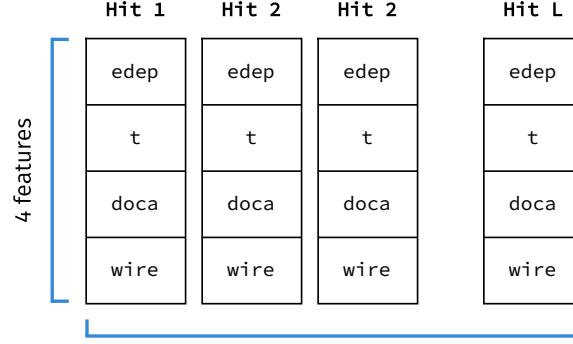 Hit 1 Hit 2 Hit 2 Hit L
edep edep edep edep
t t t t
4 features
doca doca doca doca
wire wire wire wire